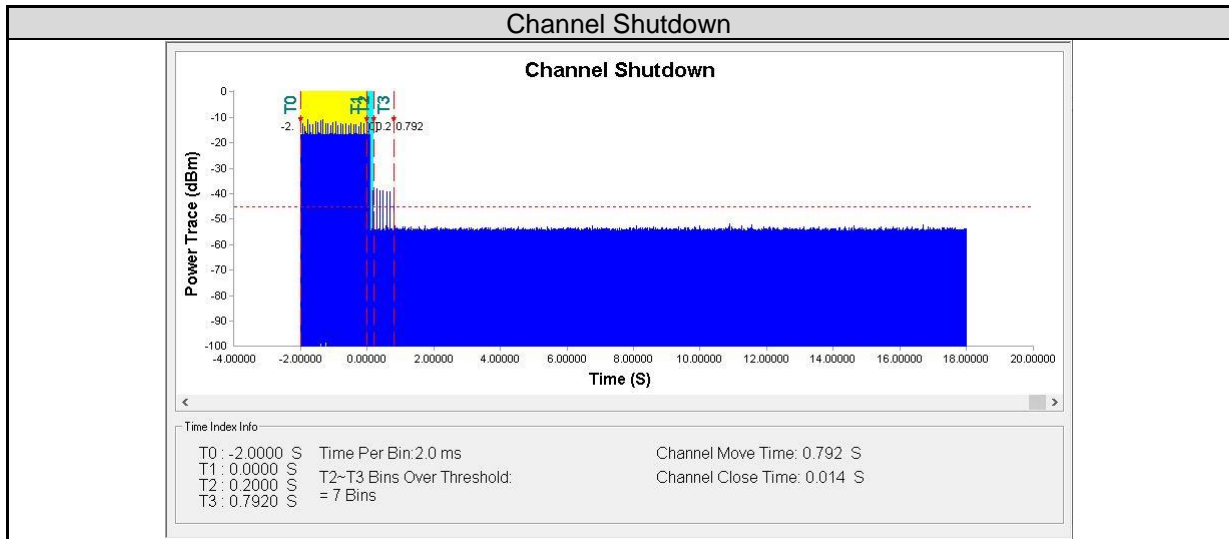 Channel Shutdown
Channel Shutdown
T0
T1
T2
T3
-2.
0.2
0.792
Power Trace (dBm)
0
-10
-20
-30
-40
-50
-60
-70
-80
-90
-100
-4.00000 -2.00000 0.00000 2.00000 4.00000 6.00000 8.00000 10.00000 12.00000 14.00000 16.00000 18.00000 20.00000
Time (S)
Time Index Info
T0 : -2.0000 S
T1 : 0.0000 S
T2 : 0.2000 S
T3 : 0.7920 S
Time Per Bin:2.0 ms
T2~T3 Bins Over Threshold:
= 7 Bins
Channel Move Time: 0.792 S
Channel Close Time: 0.014 S